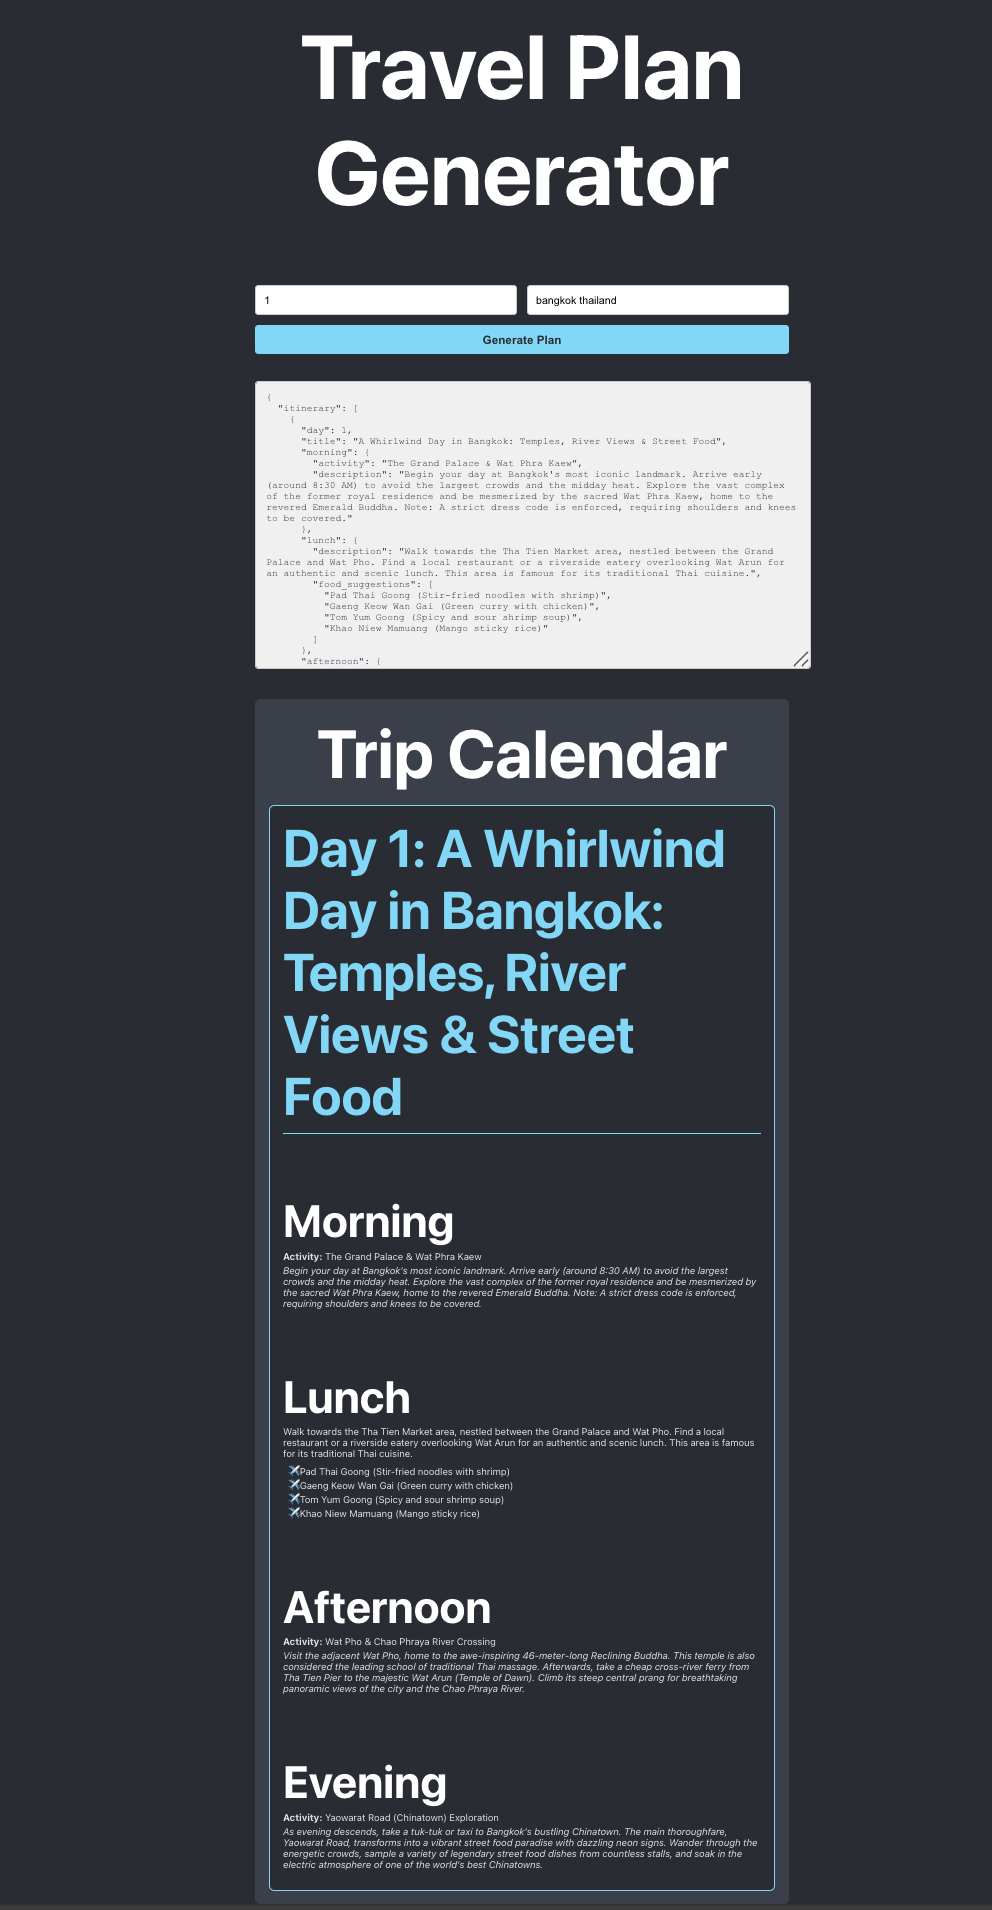 Travel Plan
Generator
1
bangkok thailand
Generate Plan
{
  "itinerary": [
    {
      "day": 1,
      "title": "A Whirlwind Day in Bangkok: Temples, River Views & Street Food",
      "morning": {
        "activity": "The Grand Palace & Wat Phra Kaew",
        "description": "Begin your day at Bangkok's most iconic landmark. Arrive early
(around 8:30 AM) to avoid the largest crowds and the midday heat. Explore the vast complex
of the former royal residence and be mesmerized by the sacred Wat Phra Kaew, home to the
revered Emerald Buddha. Note: A strict dress code is enforced, requiring shoulders and knees
to be covered."
      },
      "lunch": {
        "description": "Walk towards the Tha Tien Market area, nestled between the Grand
Palace and Wat Pho. Find a local restaurant or a riverside eatery overlooking Wat Arun for
an authentic and scenic lunch. This area is famous for its traditional Thai cuisine.",
        "food_suggestions": [
          "Pad Thai Goong (Stir-fried noodles with shrimp)",
          "Gaeng Keow Wan Gai (Green curry with chicken)",
          "Tom Yum Goong (Spicy and sour shrimp soup)",
          "Khao Niew Mamuang (Mango sticky rice)"
        ]
      },
      "afternoon": {
Trip Calendar
Day 1: A Whirlwind
Day in Bangkok:
Temples, River
Views & Street
Food
Morning
Activity: The Grand Palace & Wat Phra Kaew
Begin your day at Bangkok's most iconic landmark. Arrive early (around 8:30 AM) to avoid the largest
crowds and the midday heat. Explore the vast complex of the former royal residence and be mesmerized by
the sacred Wat Phra Kaew, home to the revered Emerald Buddha. Note: A strict dress code is enforced,
requiring shoulders and knees to be covered.
Lunch
Walk towards the Tha Tien Market area, nestled between the Grand Palace and Wat Pho. Find a local
restaurant or a riverside eatery overlooking Wat Arun for an authentic and scenic lunch. This area is famous
for its traditional Thai cuisine.
✈️Pad Thai Goong (Stir-fried noodles with shrimp)
✈️Gaeng Keow Wan Gai (Green curry with chicken)
✈️Tom Yum Goong (Spicy and sour shrimp soup)
✈️Khao Niew Mamuang (Mango sticky rice)
Afternoon
Activity: Wat Pho & Chao Phraya River Crossing
Visit the adjacent Wat Pho, home to the awe-inspiring 46-meter-long Reclining Buddha. This temple is also
considered the leading school of traditional Thai massage. Afterwards, take a cheap cross-river ferry from
Tha Tien Pier to the majestic Wat Arun (Temple of Dawn). Climb its steep central prang for breathtaking
panoramic views of the city and the Chao Phraya River.
Evening
Activity: Yaowarat Road (Chinatown) Exploration
As evening descends, take a tuk-tuk or taxi to Bangkok's bustling Chinatown. The main thoroughfare,
Yaowarat Road, transforms into a vibrant street food paradise with dazzling neon signs. Wander through the
energetic crowds, sample a variety of legendary street food dishes from countless stalls, and soak in the
electric atmosphere of one of the world's best Chinatowns.